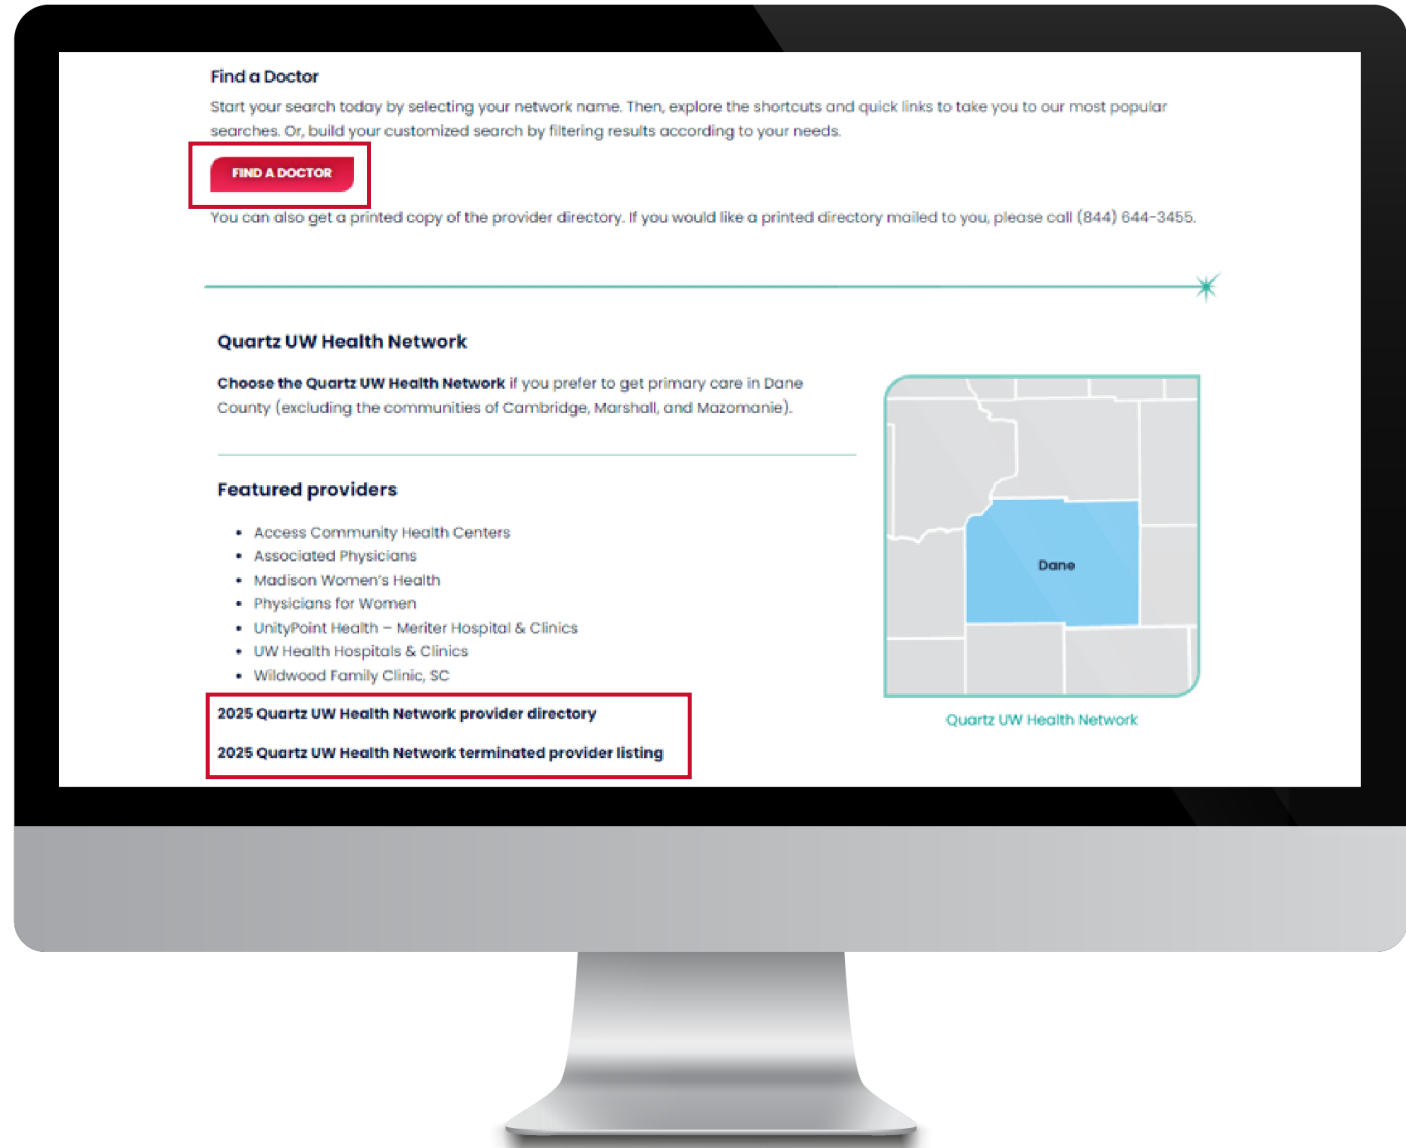 Find a Doctor
Start your search today by selecting your network name. Then, explore the shortcuts and quick links to take you to our most popular
searches. Or, build your customized search by filtering results according to your needs.
FIND A DOCTOR
You can also get a printed copy of the provider directory. If you would like a printed directory mailed to you, please call (844) 644-3455.
Quartz UW Health Network
Choose the Quartz UW Health Network if you prefer to get primary care in Dane
County (excluding the communities of Cambridge, Marshall, and Mazomanie).
Featured providers
• Access Community Health Centers
• Associated Physicians
• Madison Women's Health
• Physicians for Women
• UnityPoint Health – Meriter Hospital & Clinics
• UW Health Hospitals & Clinics
• Wildwood Family Clinic, SC
2025 Quartz UW Health Network provider directory
2025 Quartz UW Health Network terminated provider listing
Dane
Quartz UW Health Network